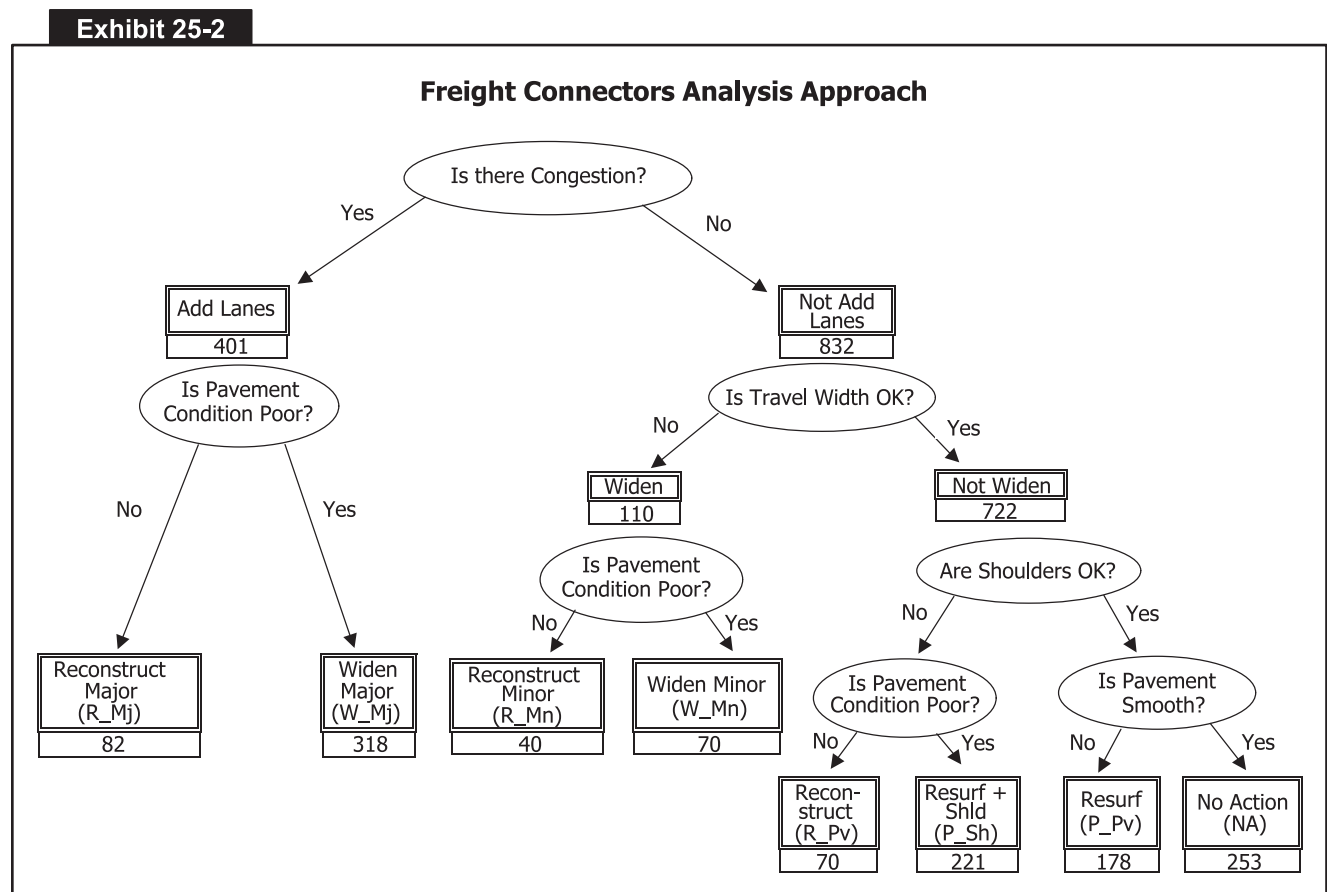 Exhibit 25-2
Freight Connectors Analysis Approach
Is there Congestion?
Yes
No
Add Lanes
401
Not Add
Lanes
832
Is Pavement
Condition Poor?
Is Travel Width OK?
No
Yes
No
Yes
Widen
110
Not Widen
722
Is Pavement
Condition Poor?
Are Shoulders OK?
No
Yes
No
Yes
Reconstruct
Major
(R_Mj)
82
Widen
Major
(W_Mj)
318
Reconstruct
Minor
(R_Mn)
40
Widen Minor
(W_Mn)
70
Is Pavement
Condition Poor?
Is Pavement
Smooth?
No
Yes
No
Yes
Recon-
struct
(R_Pv)
70
Resurf +
Shld
(P_Sh)
221
Resurf
(P_Pv)
178
No Action
(NA)
253